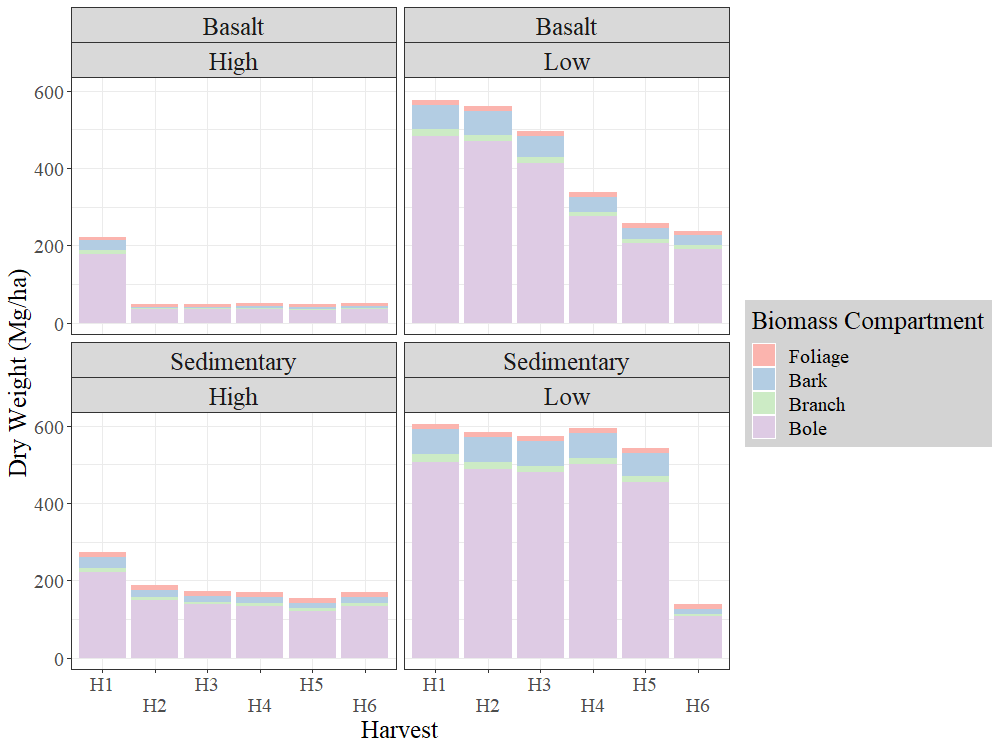 Basalt
High
Basalt
Low
600
400
200
0
Sedimentary
High
Sedimentary
Low
600
400
200
0
H1
H2
H3
H4
H5
H6
H1
H2
H3
H4
H5
H6
Harvest
Dry Weight (Mg/ha)
Biomass Compartment
Foliage
Bark
Branch
Bole